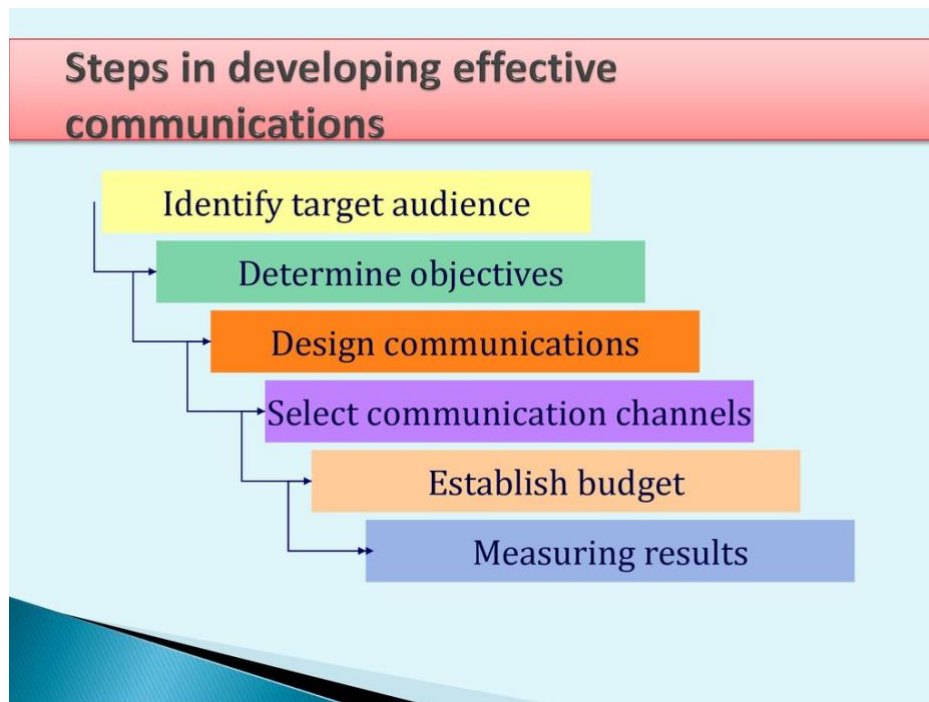 Steps in developing effective
communications
Identify target audience
Determine objectives
Design communications
Select communication channels
Establish budget
Measuring results